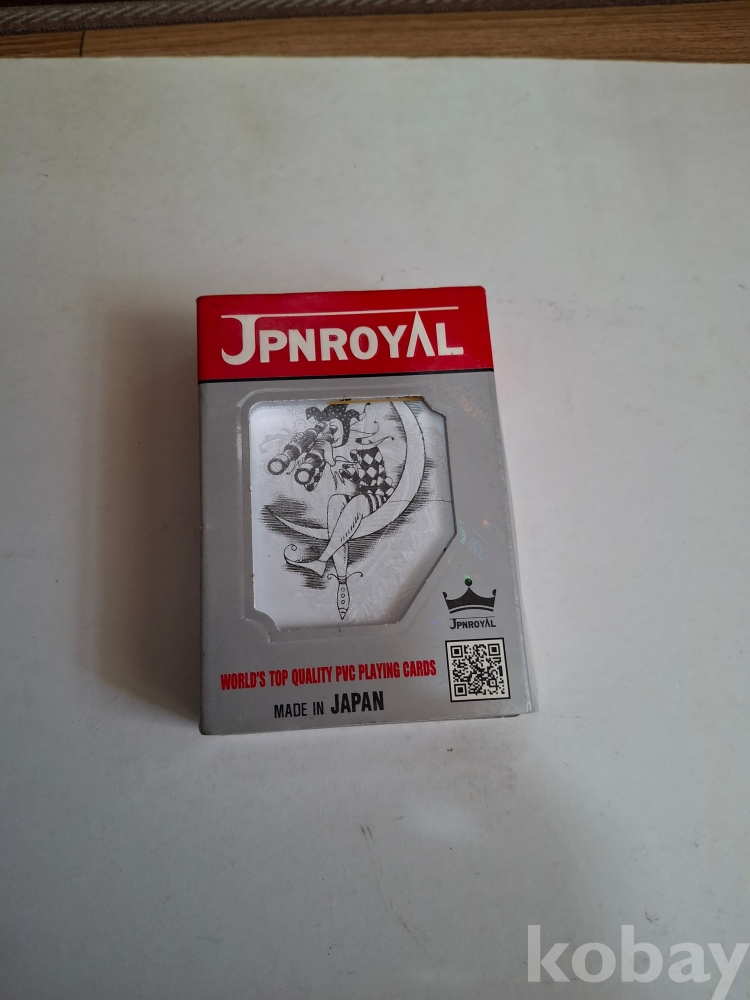 JPNROYAL
JPNROYAL
WORLD'S TOP QUALITY PVC PLAYING CARDS
MADE IN JAPAN
kobay